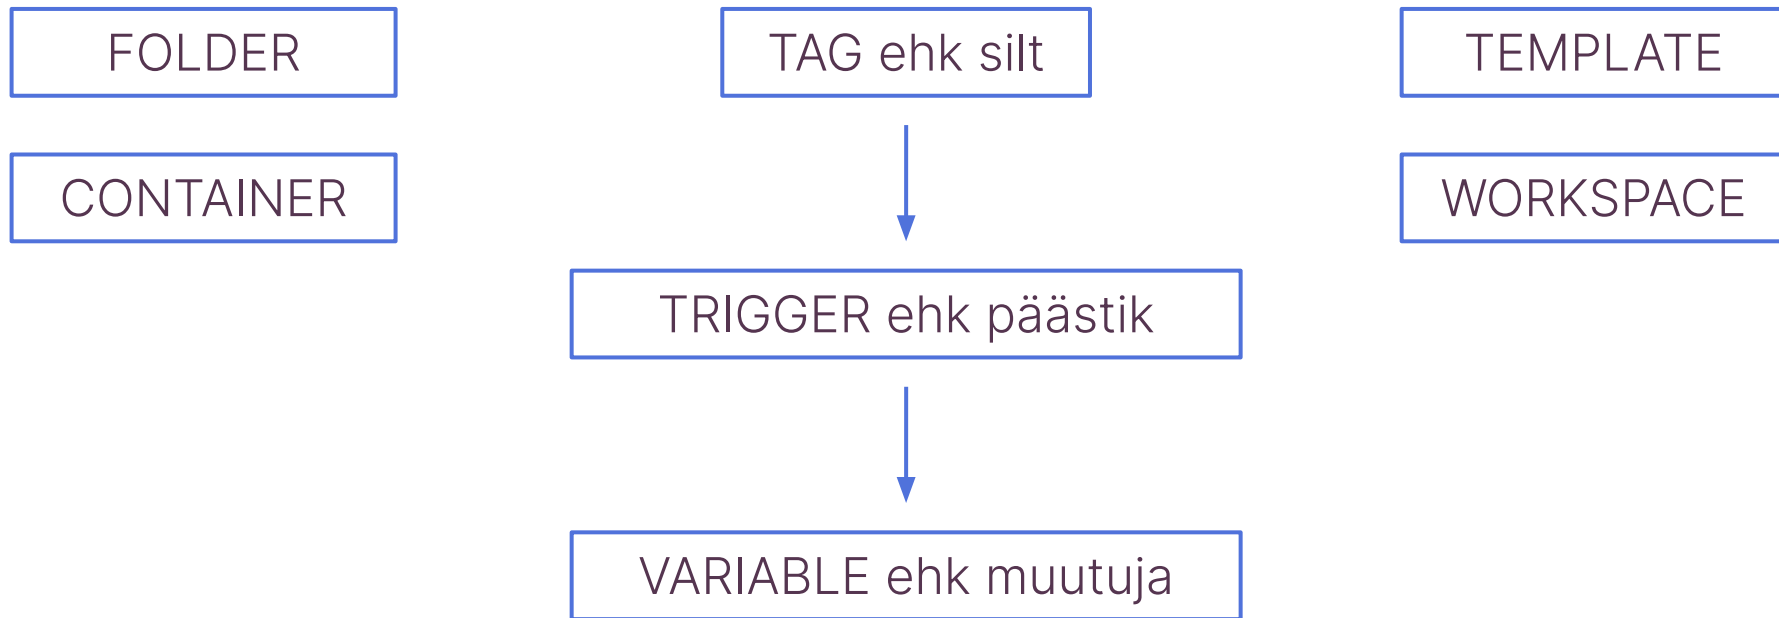 FOLDER
TAG ehk silt
TEMPLATE
CONTAINER
WORKSPACE
TRIGGER ehk päästik
VARIABLE ehk muutuja